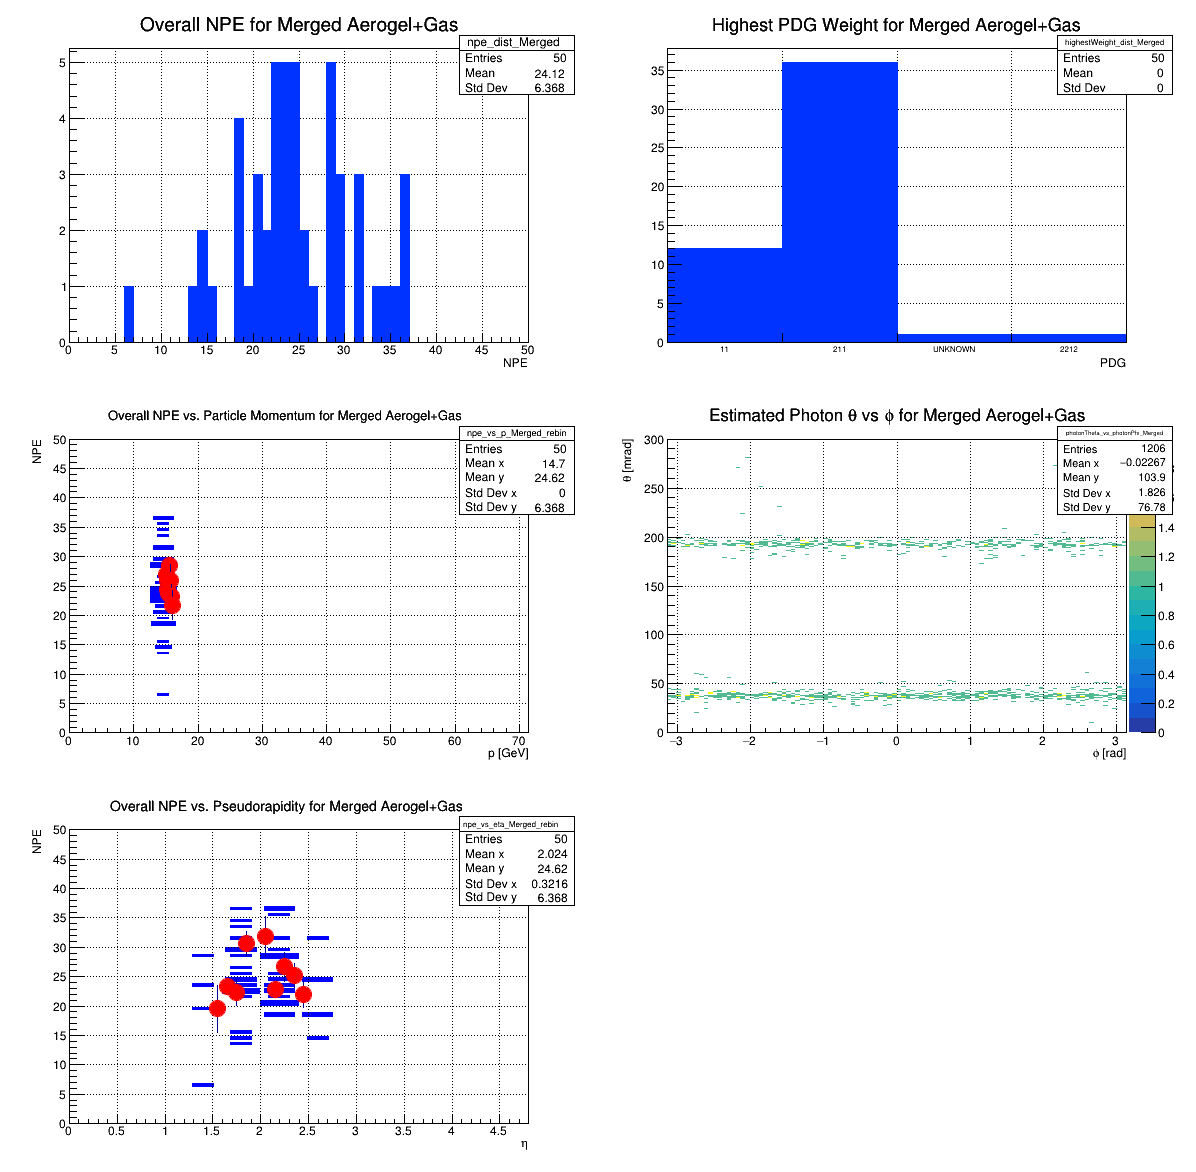 Overall NPE for Merged Aerogel+Gas
npe_dist_Merged
Entries 50
Mean 24.12
Std Dev 6.368
5
4
3
2
1
0
0 5 10 15 20 25 30 35 40 45 50
NPE
Highest PDG Weight for Merged Aerogel+Gas
highestWeight_dist_Merged
Entries 50
Mean 0
Std Dev 0
35
30
25
20
15
10
5
0
11 211 UNKNOWN 2212
PDG
Overall NPE vs. Particle Momentum for Merged Aerogel+Gas
npe_vs_p_Merged_rebin
Entries 50
Mean x 14.7
Mean y 24.62
Std Dev x 0
Std Dev y 6.368
NPE
50
45
40
35
30
25
20
15
10
5
0
0 10 20 30 40 50 60 70
p [GeV]
Estimated Photon θ vs ϕ for Merged Aerogel+Gas
photonTheta_vs_photonPhi_Merged
Entries 1206
Mean x −0.02267
Mean y 103.9
Std Dev x 1.826
Std Dev y 76.78
θ [mrad]
300
250
200
150
100
50
0
−3 −2 −1 0 1 2 3
ϕ [rad]
1.4
1.2
1
0.8
0.6
0.4
0.2
0
Overall NPE vs. Pseudorapidity for Merged Aerogel+Gas
npe_vs_eta_Merged_rebin
Entries 50
Mean x 2.024
Mean y 24.62
Std Dev x 0.3216
Std Dev y 6.368
NPE
50
45
40
35
30
25
20
15
10
5
0
0 0.5 1 1.5 2 2.5 3 3.5 4 4.5
η